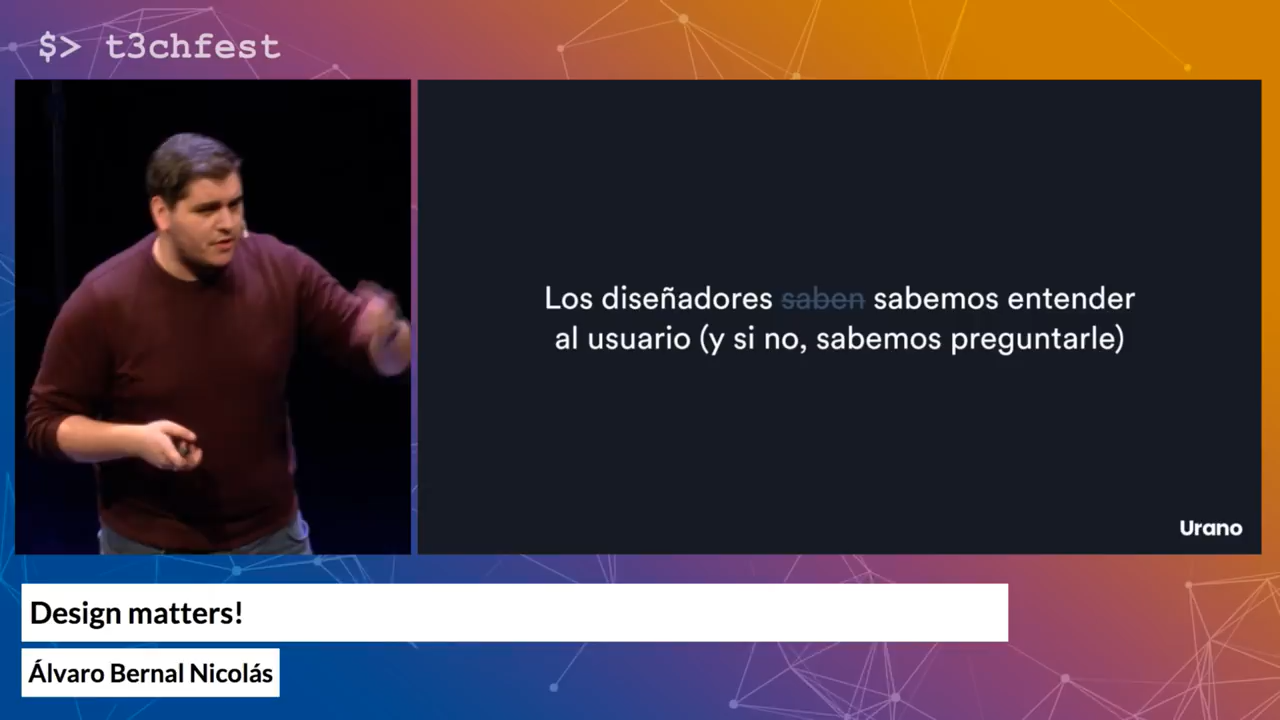 $> t3chfest
Los diseñadores saben sabemos entender
al usuario (y si no, sabemos preguntarle)
Urano
Design matters!
Álvaro Bernal Nicolás